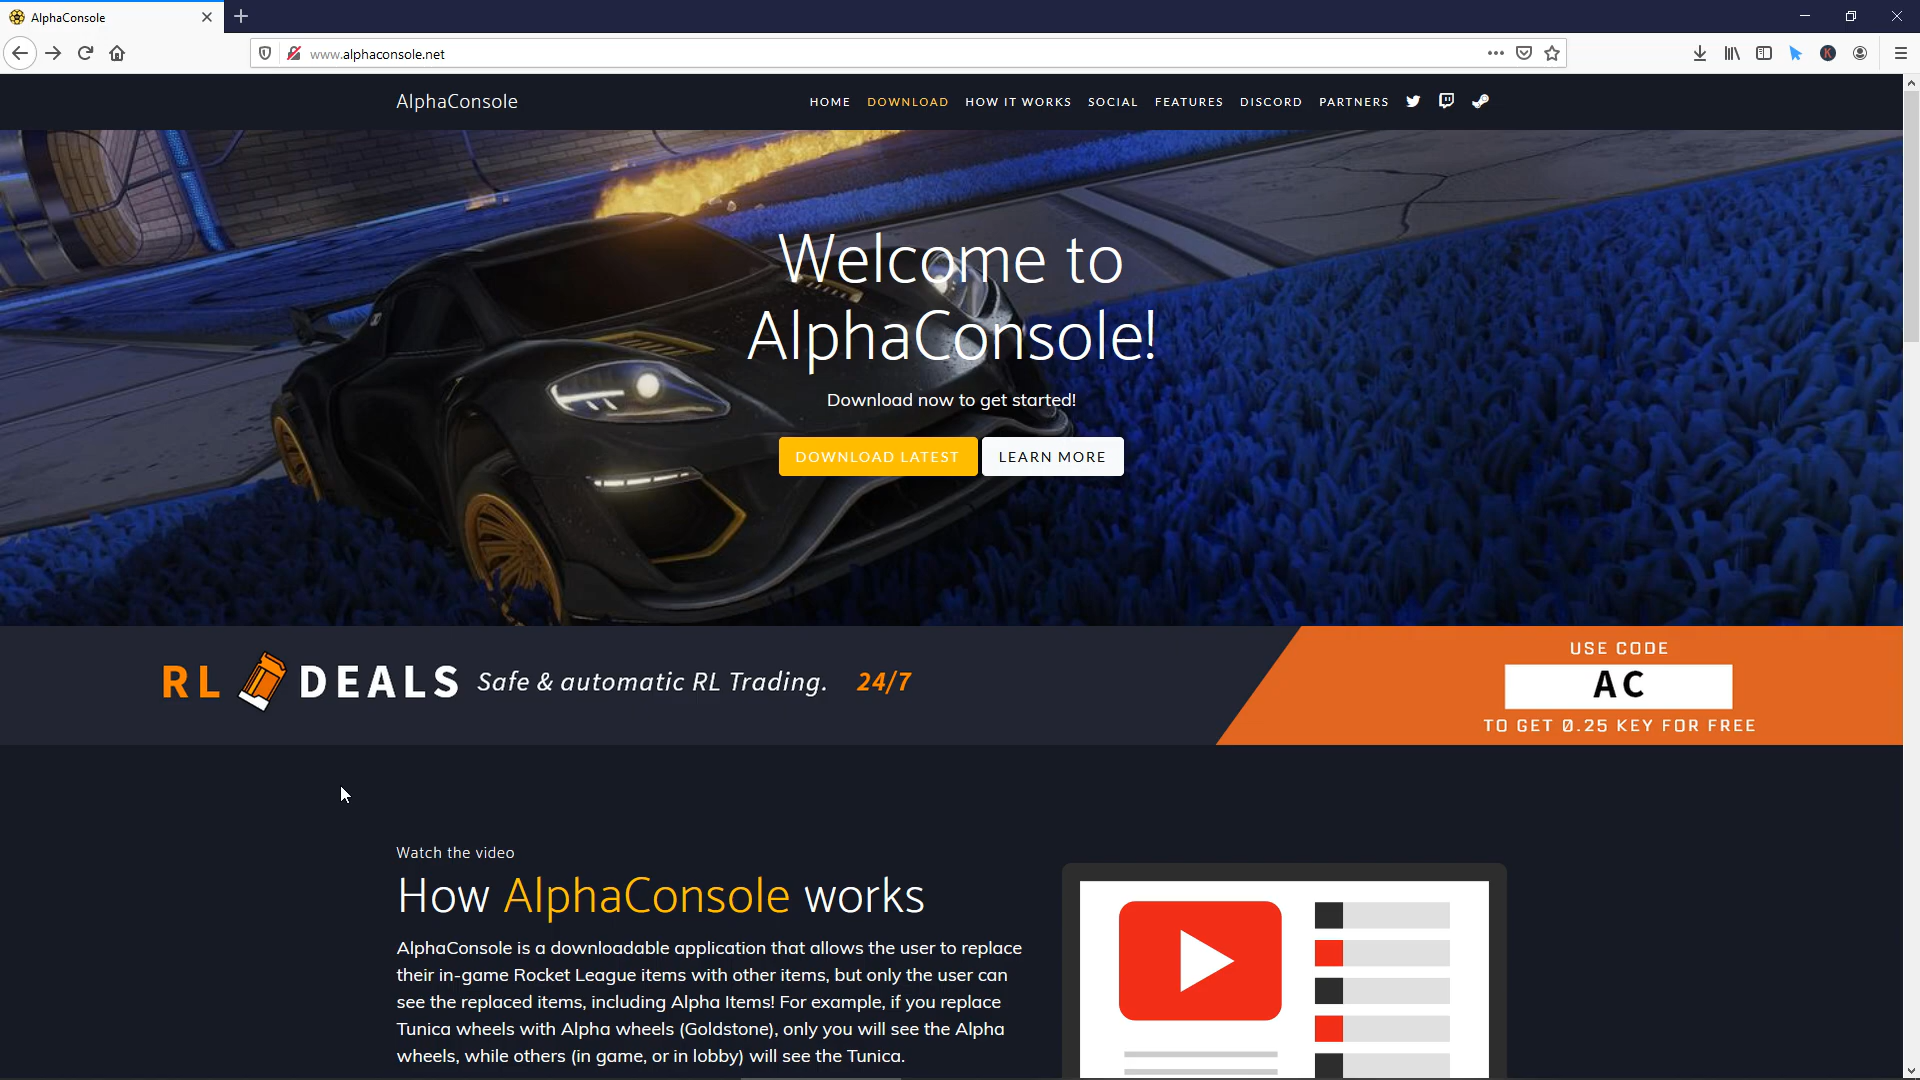 AlphaConsole
www.alphaconsole.net
AlphaConsole
HOME DOWNLOAD HOW IT WORKS SOCIAL FEATURES DISCORD PARTNERS
Welcome to
AlphaConsole!
Download now to get started!
DOWNLOAD LATEST LEARN MORE
RL DEALS Safe & automatic RL Trading. 24/7
USE CODE
AC
TO GET 0.25 KEY FOR FREE
Watch the video
How AlphaConsole works
AlphaConsole is a downloadable application that allows the user to replace
their in-game Rocket League items with other items, but only the user can
see the replaced items, including Alpha Items! For example, if you replace
Tunica wheels with Alpha wheels (Goldstone), only you will see the Alpha
wheels, while others (in game, or in lobby) will see the Tunica.